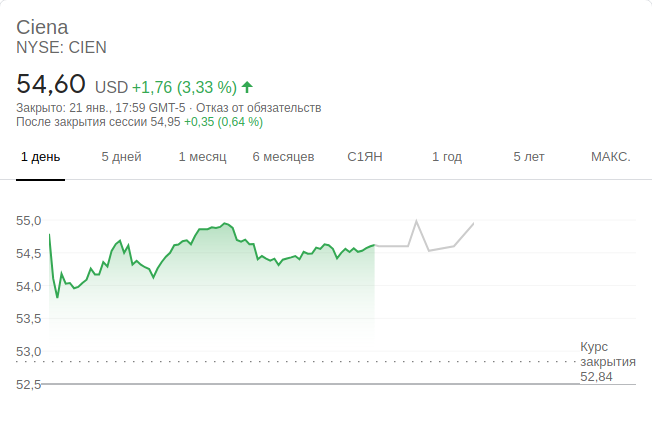 Ciena
NYSE: CIEN
54,60 USD +1,76 (3,33 %)
Закрыто: 21 янв., 17:59 GMT-5 · Отказ от обязательств
После закрытия сессии 54,95 +0,35 (0,64 %)
1 день 5 дней 1 месяц 6 месяцев С1ЯН 1 год 5 лет МАКС.
55,0
54,5
54,0
53,5
53,0
Курс
закрытия
52,84
52,5